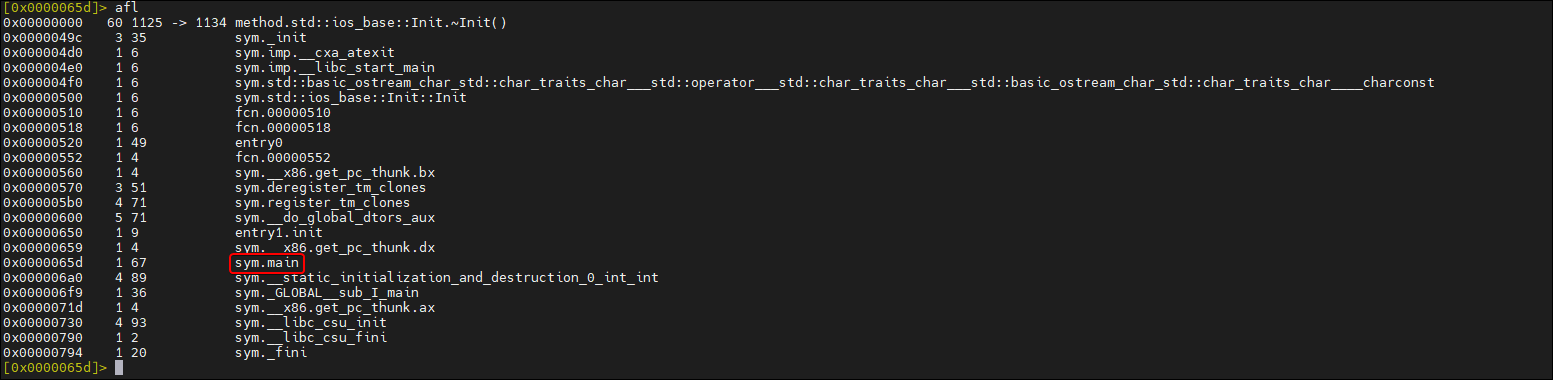 [0x0000065d]> afl
0x00000000   60 1125 -> 1134 method.std::ios_base::Init.~Init()
0x0000049c    3 35           sym._init
0x000004d0    1 6            sym.imp.__cxa_atexit
0x000004e0    1 6            sym.imp.__libc_start_main
0x000004f0    1 6            sym.std::basic_ostream_char_std::char_traits_char___std::operator___std::char_traits_char___std::basic_ostream_char_std::char_traits_char____charconst
0x00000500    1 6            sym.std::ios_base::Init::Init
0x00000510    1 6            fcn.00000510
0x00000518    1 6            fcn.00000518
0x00000520    1 49           entry0
0x00000552    1 4            fcn.00000552
0x00000560    1 4            sym.__x86.get_pc_thunk.bx
0x00000570    3 51           sym.deregister_tm_clones
0x000005b0    4 71           sym.register_tm_clones
0x00000600    5 71           sym.__do_global_dtors_aux
0x00000650    1 9            entry1.init
0x00000659    1 4            sym.__x86.get_pc_thunk.dx
0x0000065d    1 67           sym.main
0x000006a0    4 89           sym.__static_initialization_and_destruction_0_int_int
0x000006f9    1 36           sym._GLOBAL__sub_I_main
0x0000071d    1 4            sym.__x86.get_pc_thunk.ax
0x00000730    4 93           sym.__libc_csu_init
0x00000790    1 2            sym.__libc_csu_fini
0x00000794    1 20           sym._fini
[0x0000065d]>